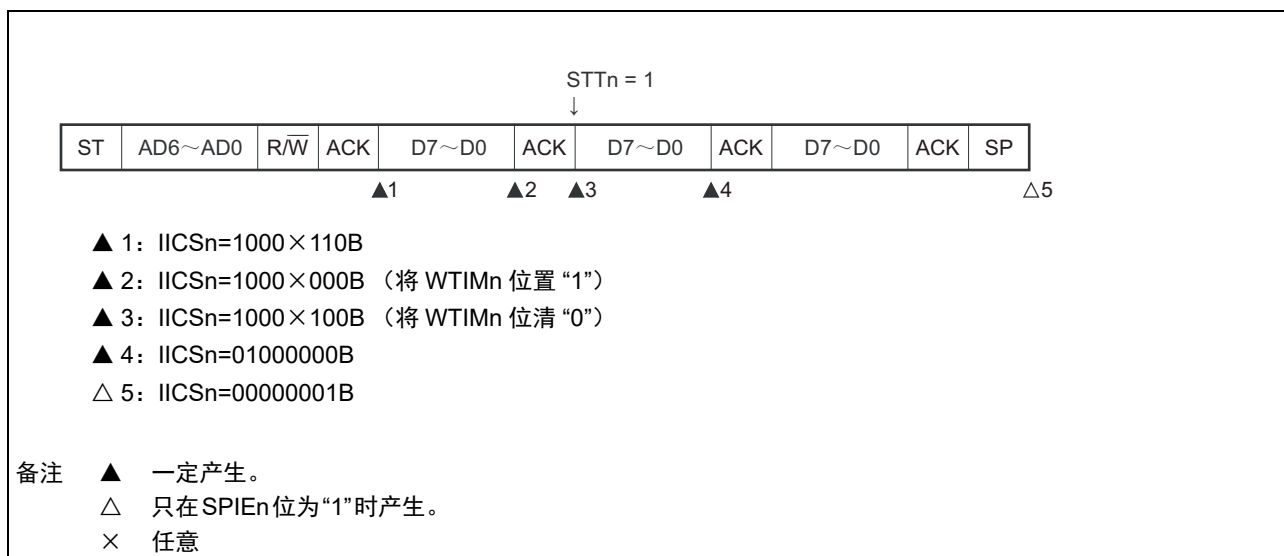 STTn = 1
↓
ST AD6～AD0 R/W̅ ACK D7～D0 ACK D7～D0 ACK D7～D0 ACK SP
▲1 ▲2 ▲3 ▲4 △5
▲ 1：IICSn=1000×110B
▲ 2：IICSn=1000×000B （将 WTIMn 位置 “1”）
▲ 3：IICSn=1000×100B （将 WTIMn 位清 “0”）
▲ 4：IICSn=01000000B
△ 5：IICSn=00000001B
备注 ▲ 一定产生。
△ 只在SPIEn位为“1”时产生。
× 任意